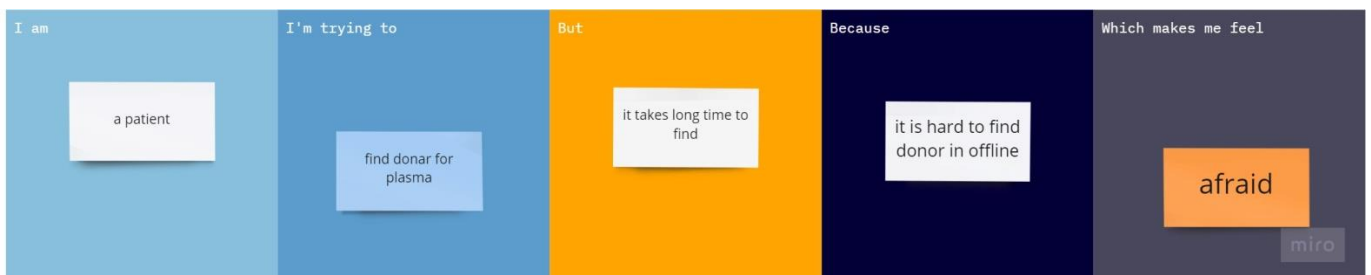 I am
a patient
I'm trying to
find donar for
plasma
But
it takes long time to
find
Because
it is hard to find
donor in offline
Which makes me feel
afraid
miro